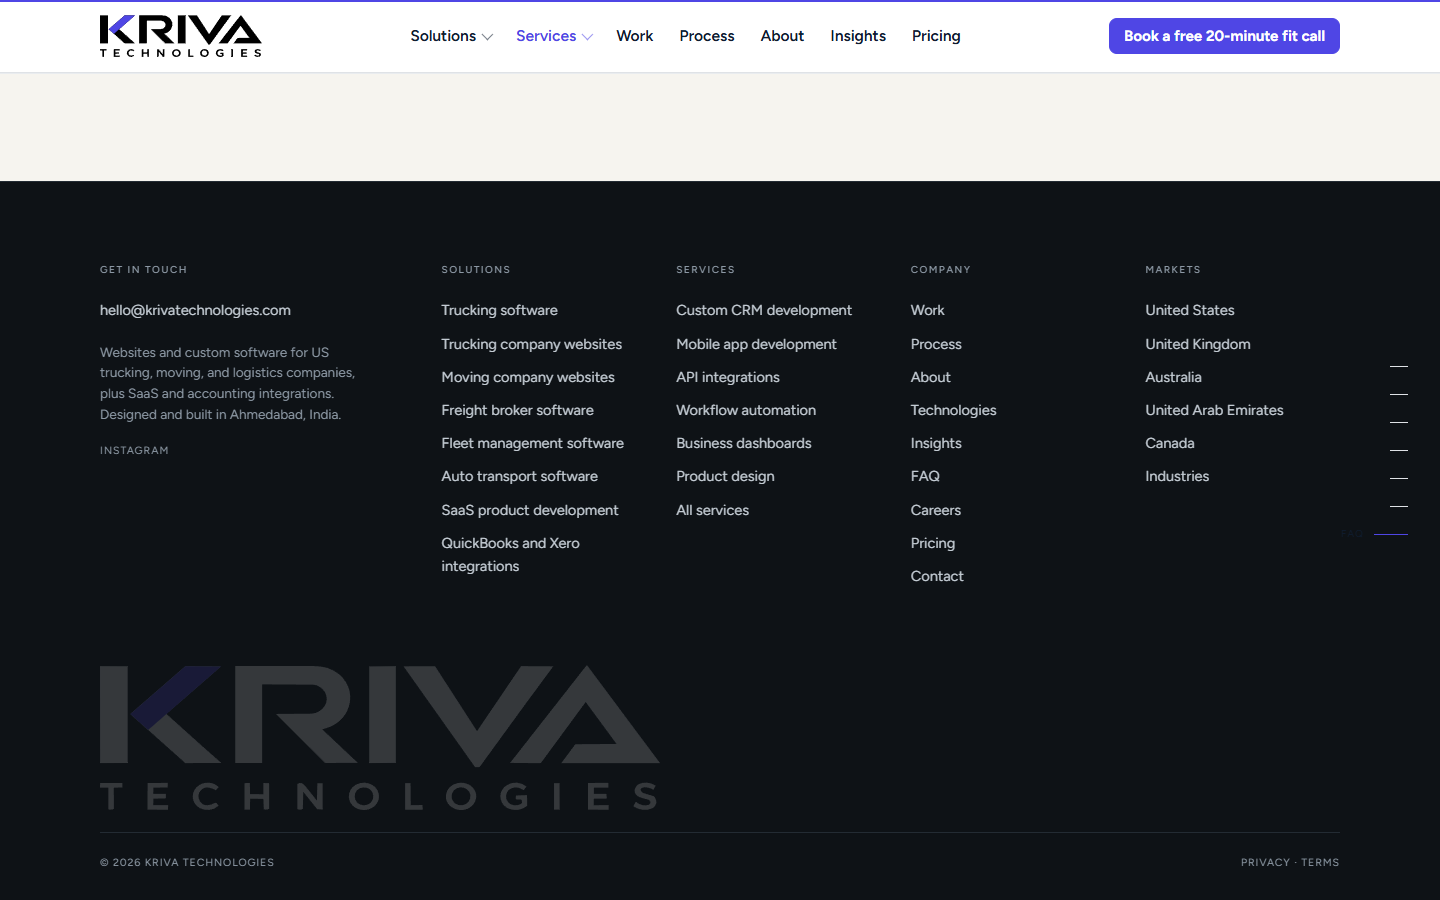 KRIVA
TECHNOLOGIES
Solutions
Services
Work
Process
About
Insights
Pricing
Book a free 20-minute fit call
GET IN TOUCH
hello@krivatechnologies.com
Websites and custom software for US
trucking, moving, and logistics companies,
plus SaaS and accounting integrations.
Designed and built in Ahmedabad, India.
INSTAGRAM
SOLUTIONS
Trucking software
Trucking company websites
Moving company websites
Freight broker software
Fleet management software
Auto transport software
SaaS product development
QuickBooks and Xero
integrations
SERVICES
Custom CRM development
Mobile app development
API integrations
Workflow automation
Business dashboards
Product design
All services
COMPANY
Work
Process
About
Technologies
Insights
FAQ
Careers
Pricing
Contact
MARKETS
United States
United Kingdom
Australia
United Arab Emirates
Canada
Industries
FAQ
KRIVA
TECHNOLOGIES
© 2026 KRIVA TECHNOLOGIES
PRIVACY · TERMS